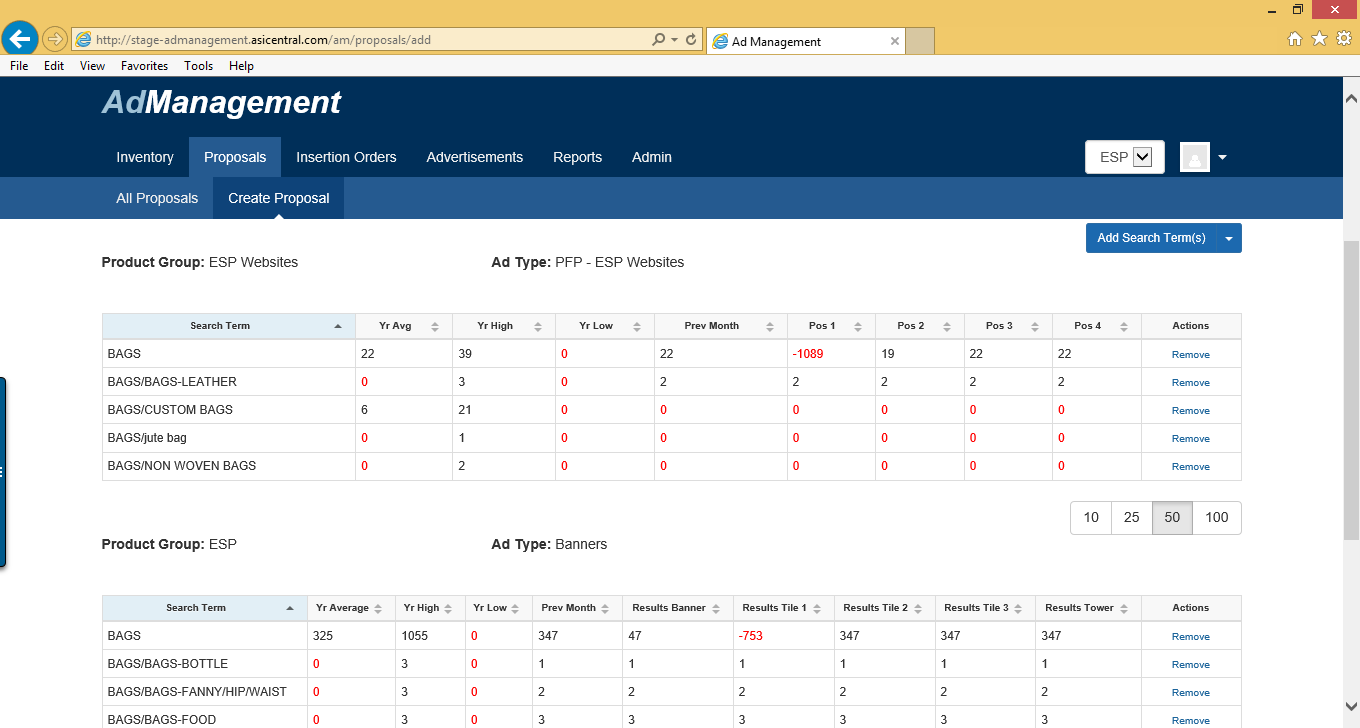 http://stage-admanagement.asicentral.com/am/proposals/add
Ad Management
File Edit View Favorites Tools Help
AdManagement
Inventory Proposals Insertion Orders Advertisements Reports Admin ESP
All Proposals Create Proposal
Add Search Term(s)
Product Group: ESP Websites Ad Type: PFP - ESP Websites
Search Term Yr Avg Yr High Yr Low Prev Month Pos 1 Pos 2 Pos 3 Pos 4 Actions
BAGS 22 39 0 22 -1089 19 22 22 Remove
BAGS/BAGS-LEATHER 0 3 0 2 2 2 2 2 Remove
BAGS/CUSTOM BAGS 6 21 0 0 0 0 0 0 Remove
BAGS/jute bag 0 1 0 0 0 0 0 0 Remove
BAGS/NON WOVEN BAGS 0 2 0 0 0 0 0 0 Remove
10 25 50 100
Product Group: ESP Ad Type: Banners
Search Term Yr Average Yr High Yr Low Prev Month Results Banner Results Tile 1 Results Tile 2 Results Tile 3 Results Tower Actions
BAGS 325 1055 0 347 47 -753 347 347 347 Remove
BAGS/BAGS-BOTTLE 0 3 0 1 1 1 1 1 1 Remove
BAGS/BAGS-FANNY/HIP/WAIST 0 3 0 2 2 2 2 2 2 Remove
BAGS/BAGS-FOOD 0 3 0 3 3 3 3 3 3 Remove